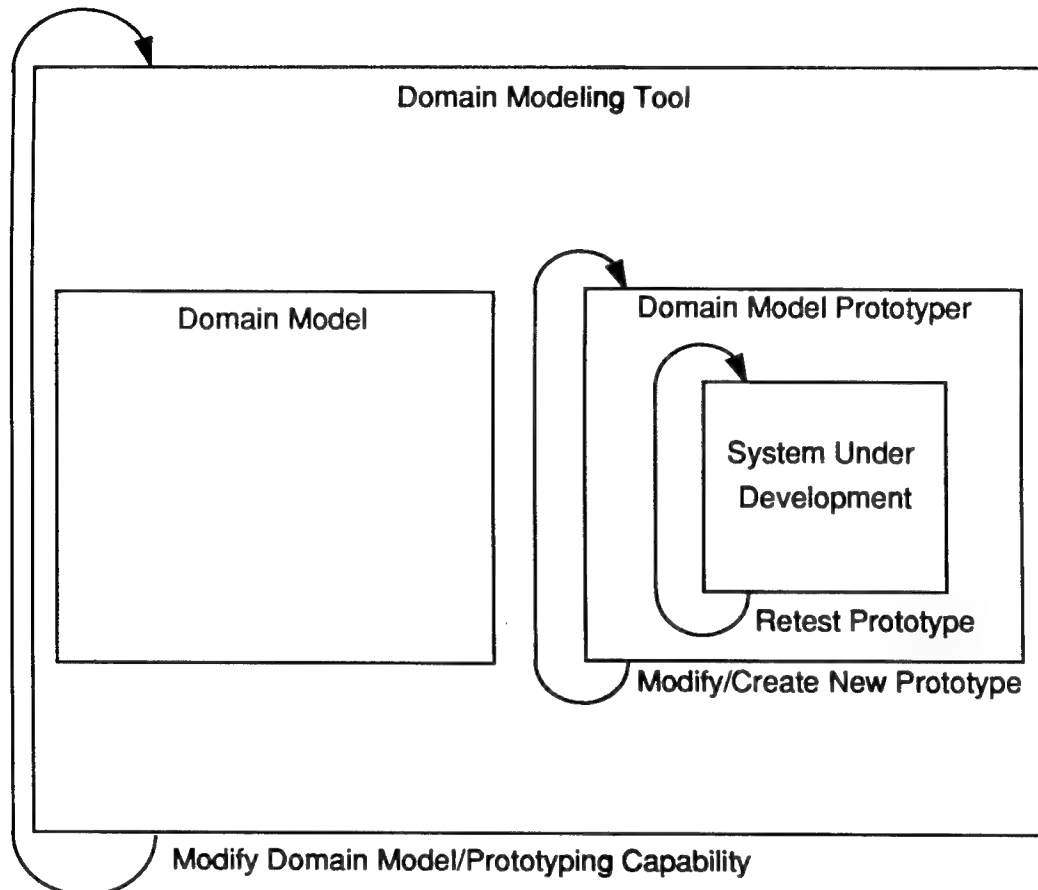 Domain Modeling Tool
Domain Model
Domain Model Prototyper
System Under
Development
Retest Prototype
Modify/Create New Prototype
Modify Domain Model/Prototyping Capability